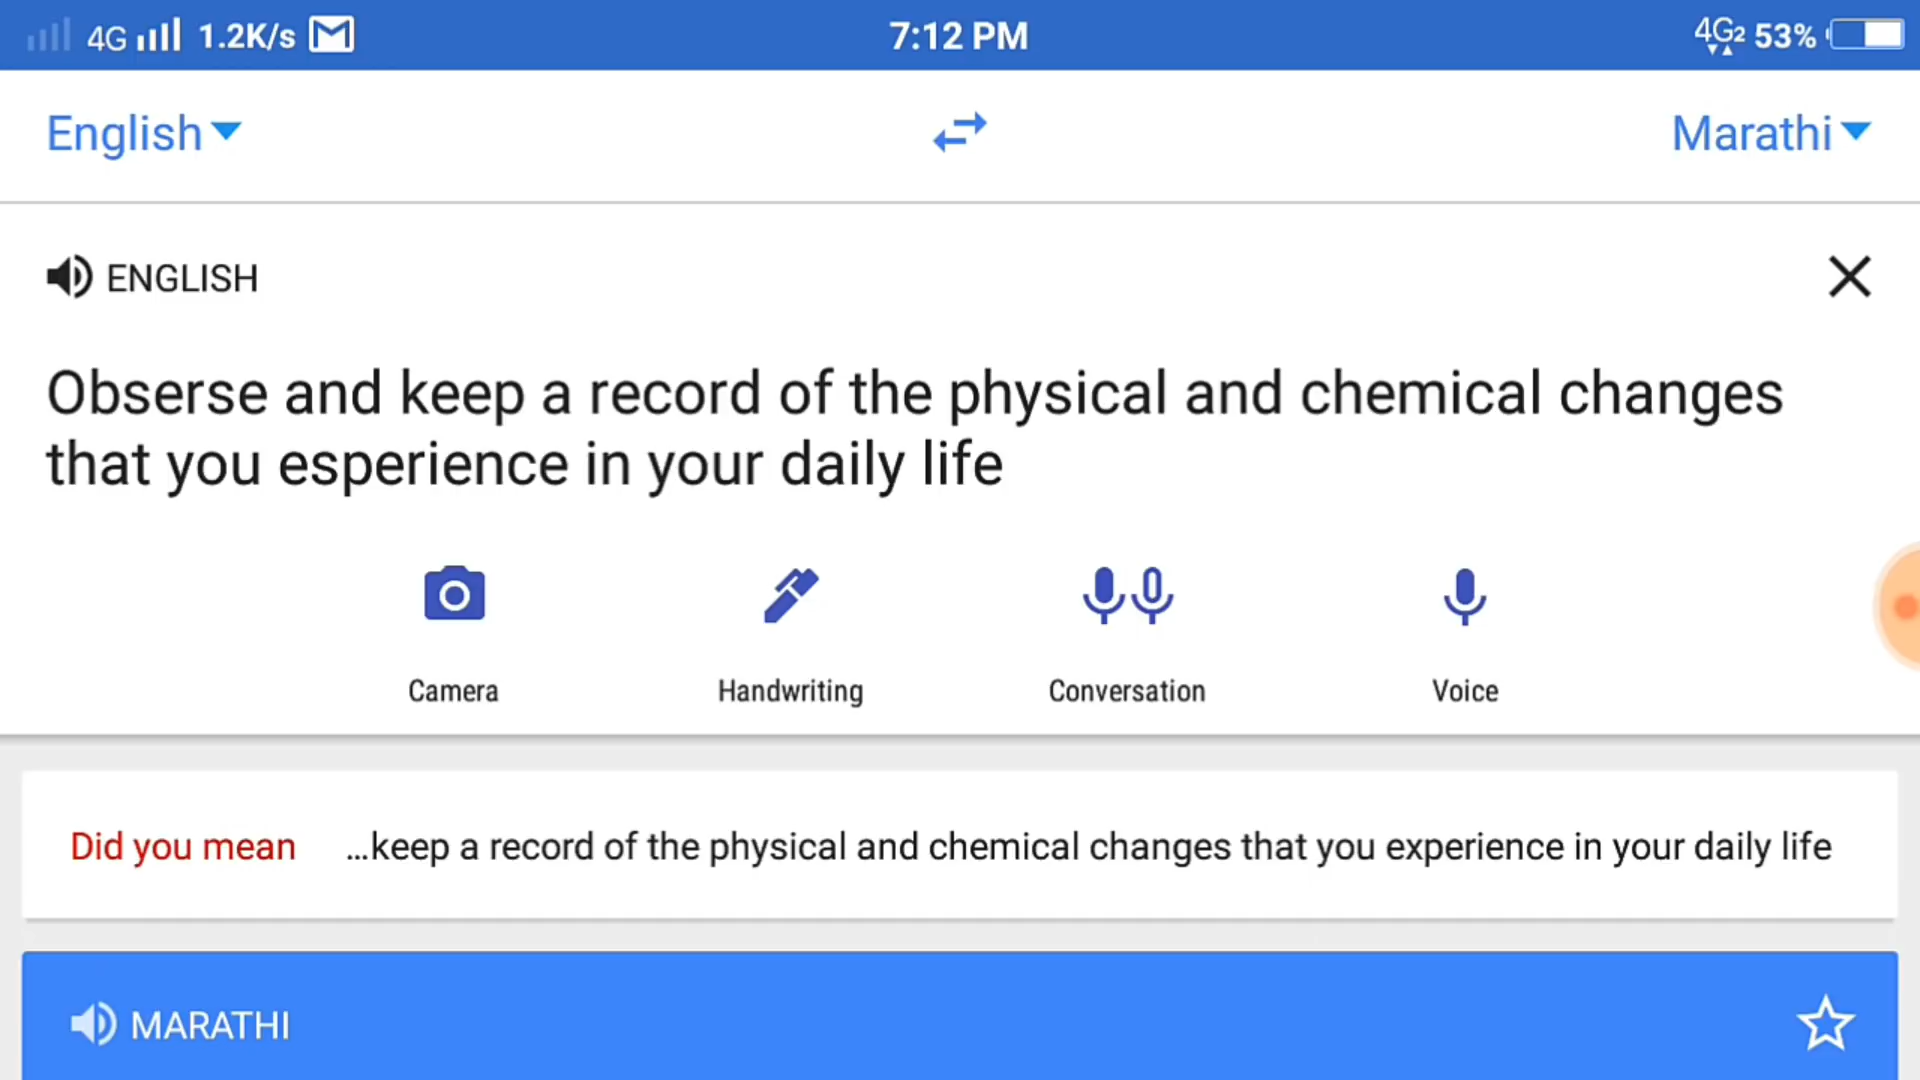 4G 1.2K/s 7:12 PM 4G2 53%
English Marathi
ENGLISH
Obserse and keep a record of the physical and chemical changes
that you esperience in your daily life
Camera Handwriting Conversation Voice
Did you mean ...keep a record of the physical and chemical changes that you experience in your daily life
MARATHI